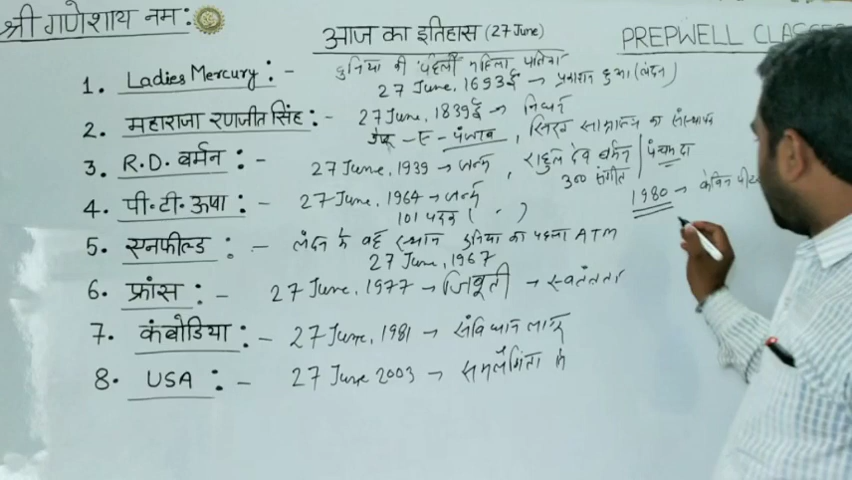 श्री गणेशाय नमः
आज का इतिहास (27 June)
PREPWELL CLASSE
1. Ladies Mercury :- दुनिया की पहली महिला पत्रिका
27 June, 1693ई → प्रकाशन हुआ (लंदन)
2. महाराजा रणजीत सिंह :- 27 June, 1839ई → निधन
ए - पंजाब, सिख साम्राज्य का संस्थापक
3. R.D. बर्मन :- 27 June, 1939 → जन्म, राहुल देव बर्मन / पंचम दा
300 संगीत
4. पी.टी. ऊषा :- 27 June, 1964 → जन्म
101 पदक ( " )
1980 → केविन पीट
5. एनफील्ड :- लंदन के वह स्थान दुनिया का पहला ATM
27 June, 1967
6. फ्रांस :- 27 June, 1977 → जिबूती → स्वतंत्रता
7. कंबोडिया :- 27 June, 1981 → संविधान लागू
8. USA :- 27 June 2003 → समलैंगिता के